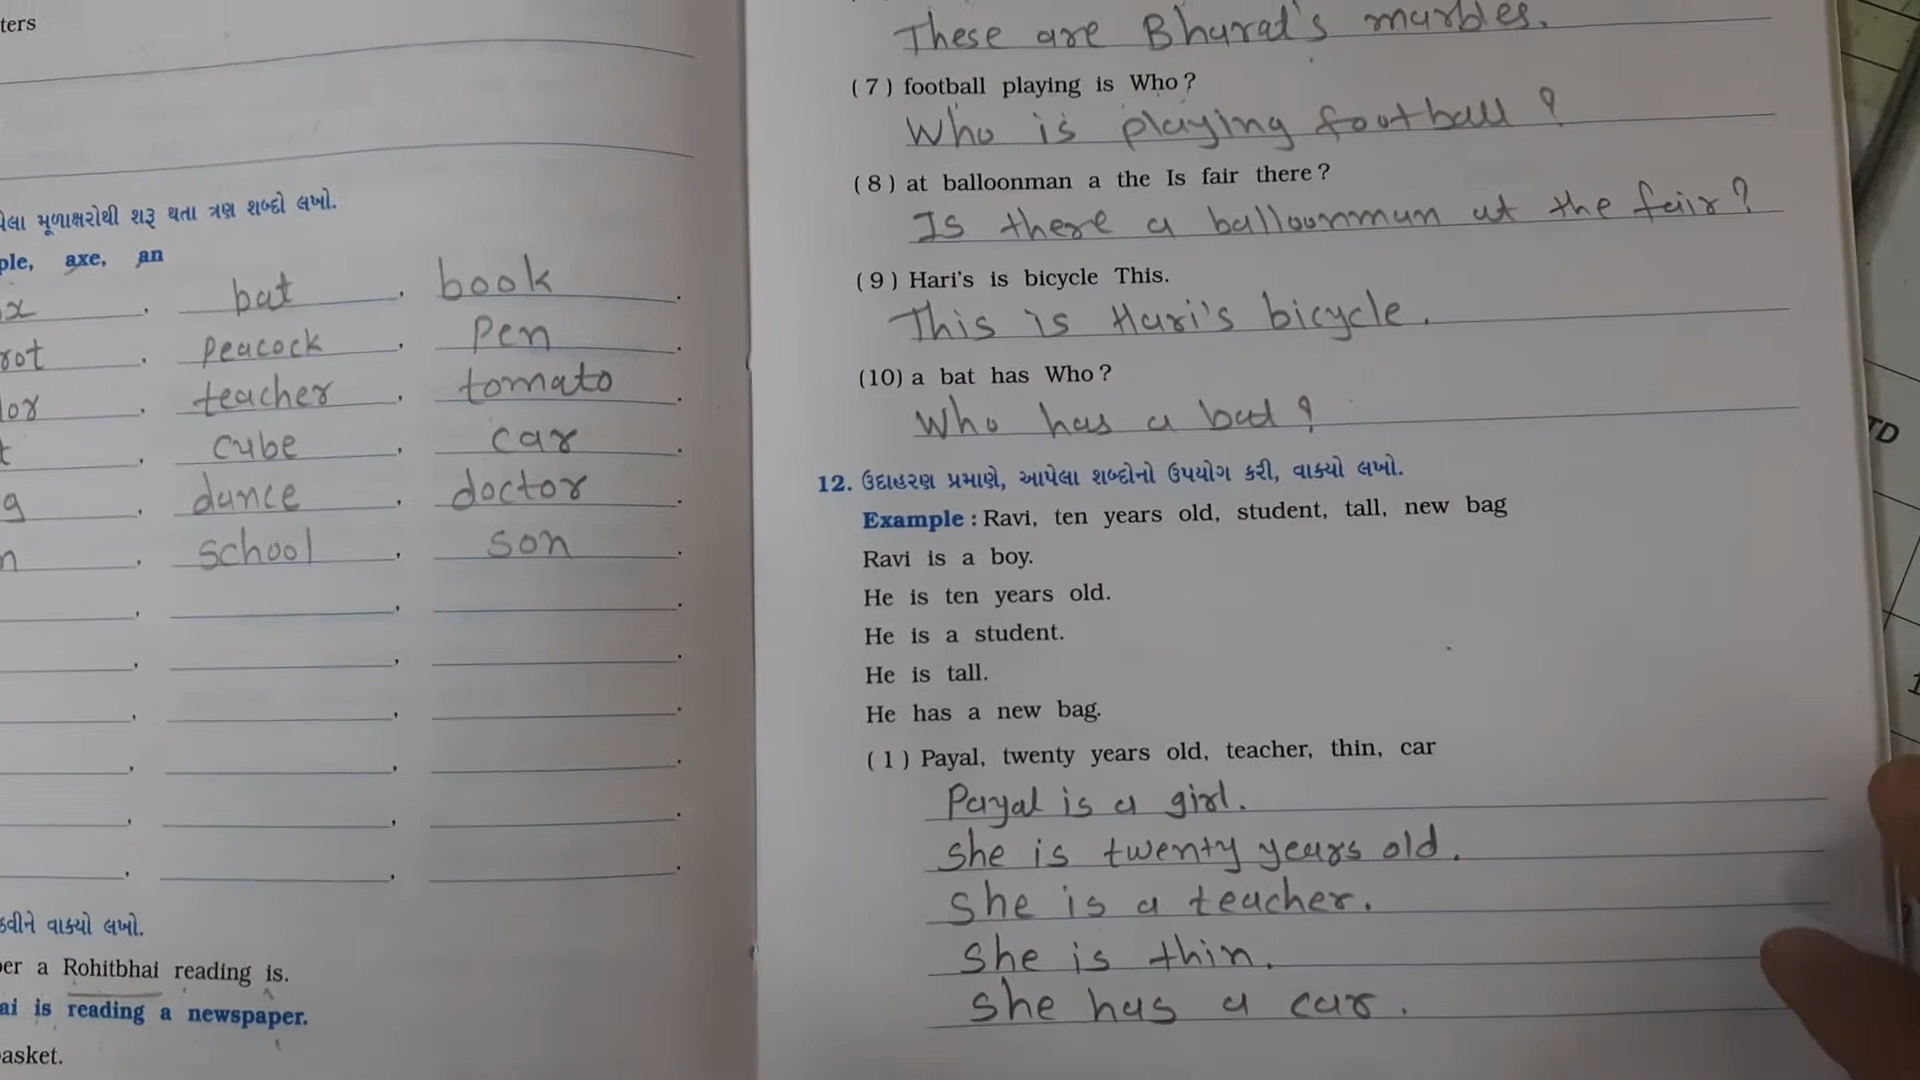 ters
મૂળાક્ષરોથી શરૂ થતા ત્રણ શબ્દો લખો.
axe, an
bat, book.
peacock, pen.
teacher, tomato.
cube, car.
dance, doctor.
school, son.
વાક્યો લખો.
a Rohitbhai reading is.
is reading a newspaper.
asket.
These are Bharat's marbles.
(7) football playing is Who?
Who is playing football?
(8) at balloonman a the Is fair there?
Is there a balloonman at the fair?
(9) Hari's is bicycle This.
This is Hari's bicycle.
(10) a bat has Who?
Who has a bat?
12. ઉદાહરણ પ્રમાણે, આપેલા શબ્દોનો ઉપયોગ કરી, વાક્યો લખો.
Example : Ravi, ten years old, student, tall, new bag
Ravi is a boy.
He is ten years old.
He is a student.
He is tall.
He has a new bag.
(1) Payal, twenty years old, teacher, thin, car
Payal is a girl.
She is twenty years old.
She is a teacher.
She is thin.
She has a car.